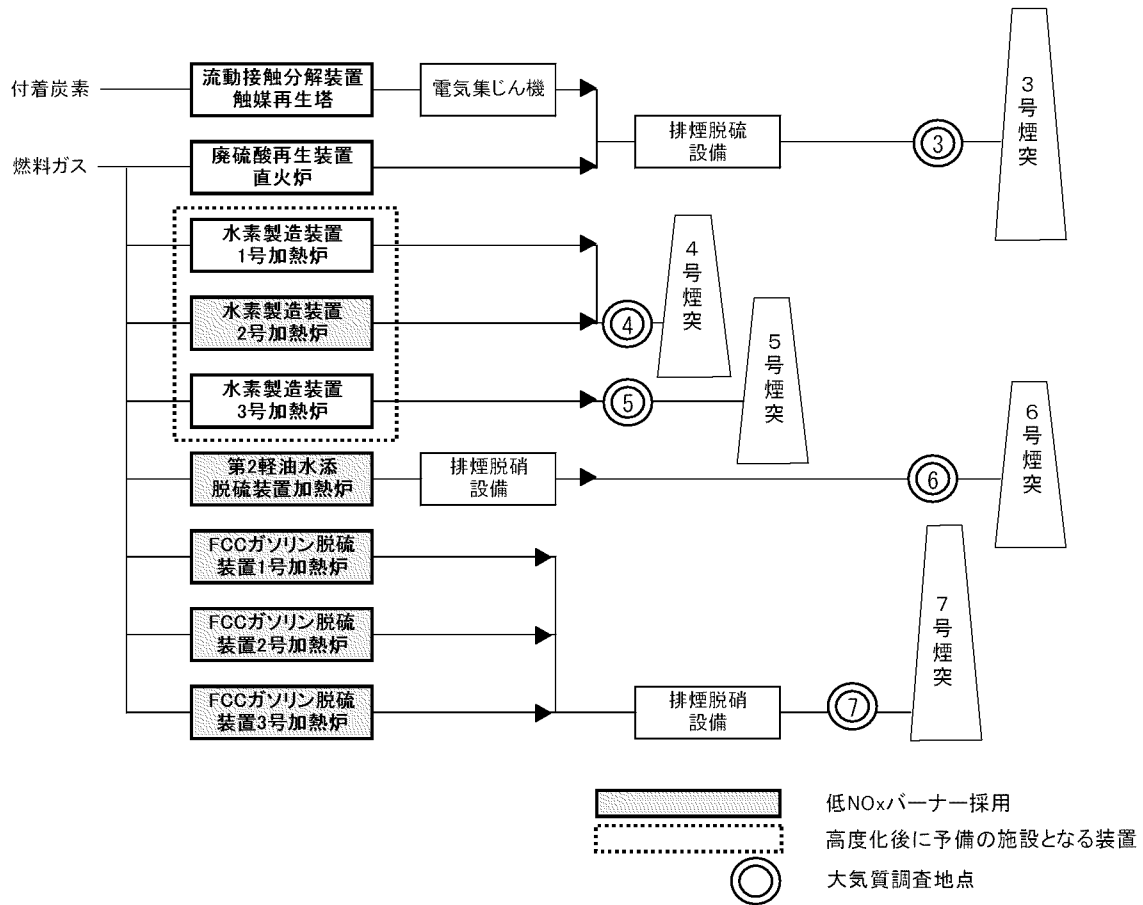 付着炭素
流動接触分解装置
触媒再生塔
電気集じん機
燃料ガス
廃硫酸再生装置
直火炉
排煙脱硫
設備
3
3号煙突
水素製造装置
1号加熱炉
水素製造装置
2号加熱炉
4
4号煙突
水素製造装置
3号加熱炉
5
5号煙突
第2軽油水添
脱硫装置加熱炉
排煙脱硝
設備
6
6号煙突
FCCガソリン脱硫
装置1号加熱炉
FCCガソリン脱硫
装置2号加熱炉
FCCガソリン脱硫
装置3号加熱炉
排煙脱硝
設備
7
7号煙突
低NOxバーナー採用
高度化後に予備の施設となる装置
大気質調査地点